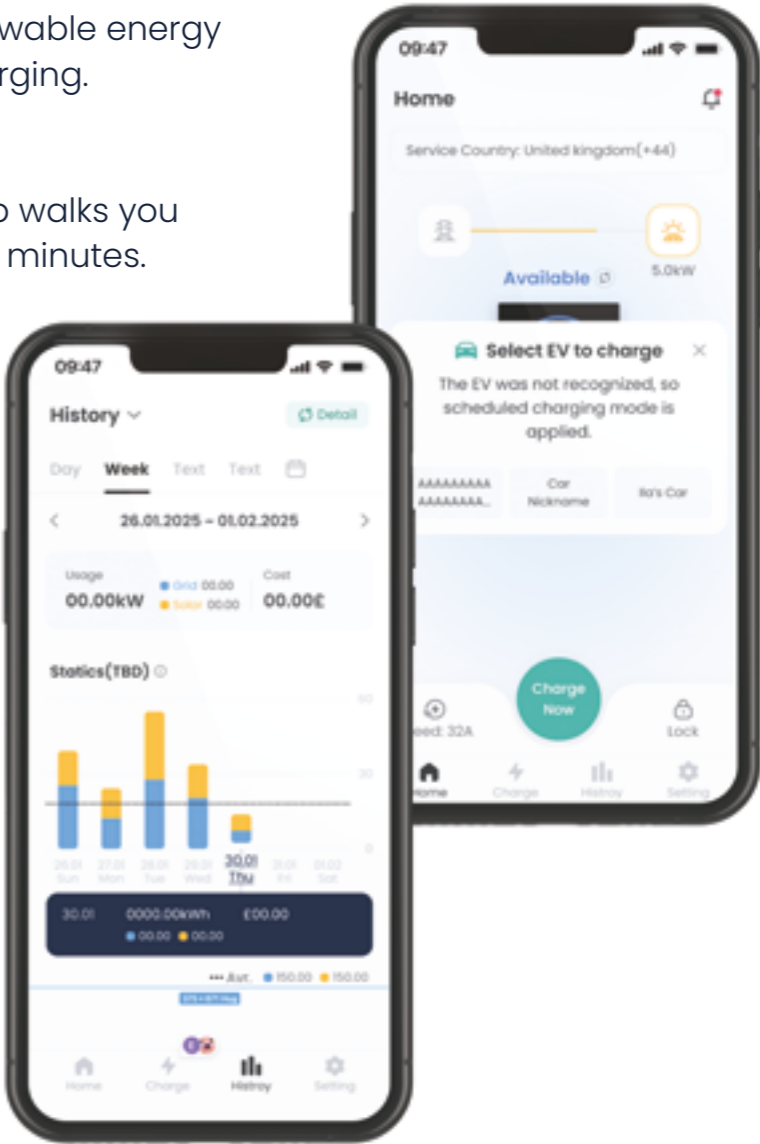 wable energy
rging.
o walks you
minutes.
09:47
Home
Service Country: United kingdom(+44)
Available
5.0kW
Select EV to charge
The EV was not recognized, so
scheduled charging mode is
applied.
AAAAAAAAA
AAAAAAAA...
Car
Nickname
Charge
Now
eed: 32A
Lock
Home Charge Histroy Setting
09:47
History
Detail
Day Week Text Text
26.01.2025 - 01.02.2025
Usage
00.00kW
Grid 00.00
Solar 00.00
Cost
00.00£
Statics(TBD)
60
30
0
26.01 27.01 28.01 29.01 30.01 31.01 01.02
Sun Mon Tue Wed Thu Fri Sat
30.01 0000.00kWh £00.00
00.00 00.00
Avr. 150.00 150.00
Home Charge Histroy Setting